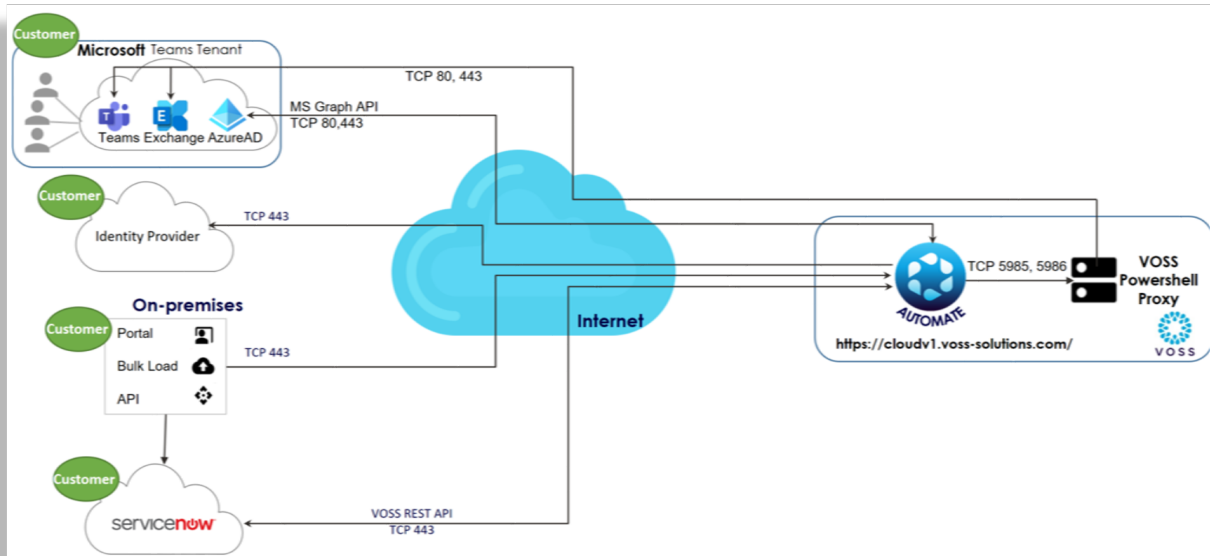 Customer
Microsoft Teams Tenant
TCP 80, 443
MS Graph API
TCP 80,443
T
E
Teams Exchange AzureAD
Customer
TCP 443
Identity Provider
TCP 5985, 5986
VOSS
Powershell
Proxy
AUTOMATE
On-premises
Internet
Customer
Portal
https://cloudv1.voss-solutions.com/
VOSS
TCP 443
Bulk Load
API
Customer
VOSS REST API
servicenow
TCP 443